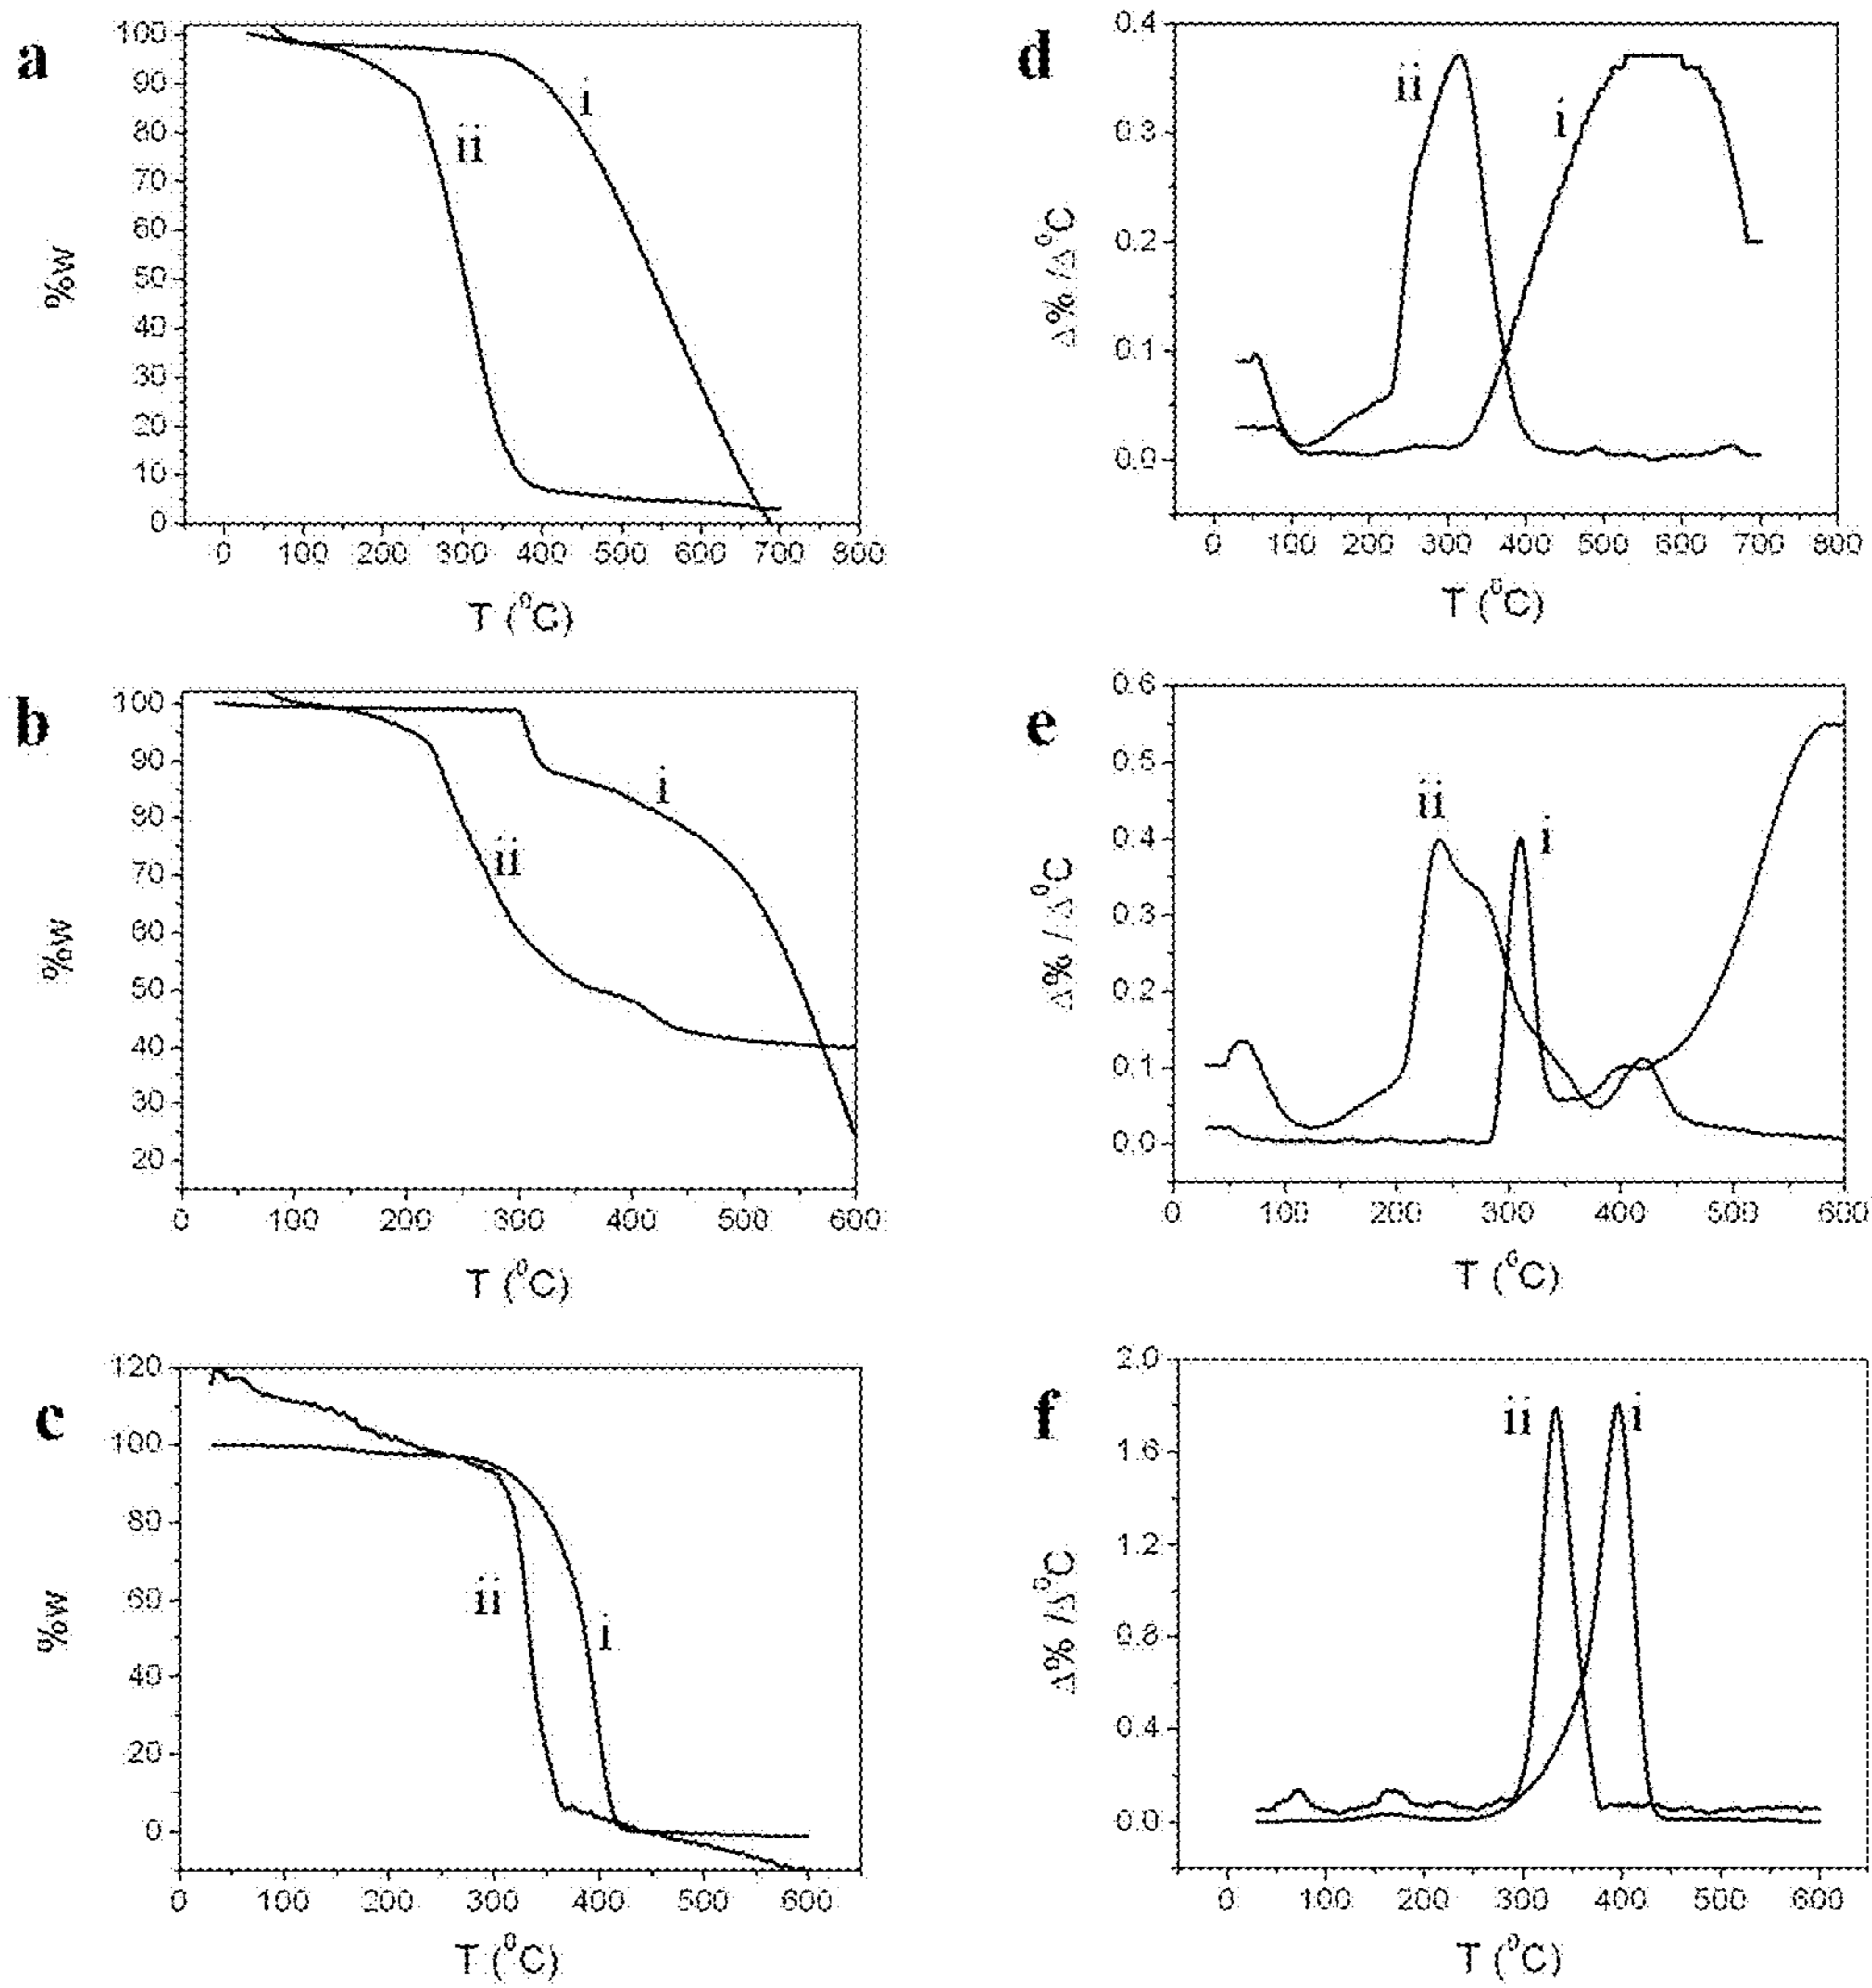 a
100
90
80
70
60
50
40
30
20
10
0
%w
i
ii
0 100 200 300 400 500 600 700 800
T (⁰C)
d
0.4
0.3
0.2
0.1
0.0
Δ% /Δ⁰C
ii
i
0 100 200 300 400 500 600 700 800
T (⁰C)
b
100
90
80
70
60
50
40
30
20
%w
i
ii
0 100 200 300 400 500 600
T (⁰C)
e
0.6
0.5
0.4
0.3
0.2
0.1
0.0
Δ% /Δ⁰C
ii
i
0 100 200 300 400 500 600
T (⁰C)
c
120
100
80
60
40
20
0
%w
ii
i
0 100 200 300 400 500 600
T (⁰C)
f
2.0
1.6
1.2
0.8
0.4
0.0
Δ% /Δ⁰C
ii
i
0 100 200 300 400 500 600
T (⁰C)